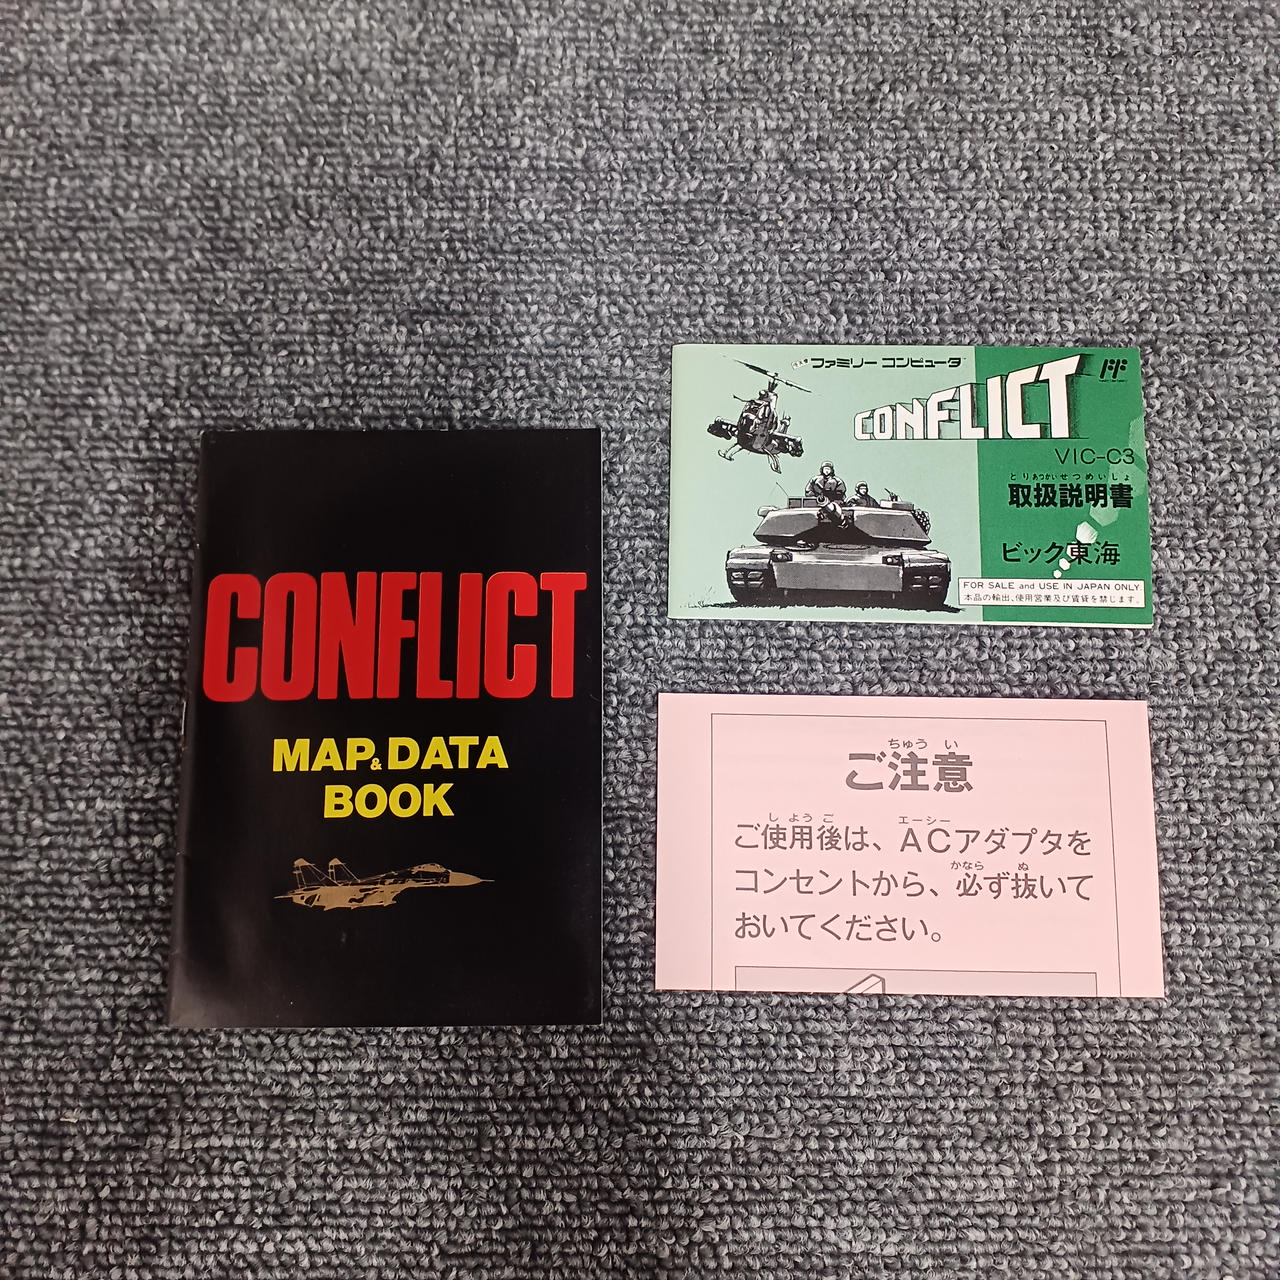 CONFLICT
MAP & DATA
BOOK
ファミリー コンピュータ
CONFLICT
VIC-C3
とりあつかいせつめいしょ
取扱説明書
ビック東海
FOR SALE and USE IN JAPAN ONLY
本品の輸出、使用営業及び賃貸を禁じます。
ちゅう い
ご注意
し よう ご エーシー
ご使用後は、ACアダプタを
かなら ぬ
コンセントから、必ず抜いて
おいてください。